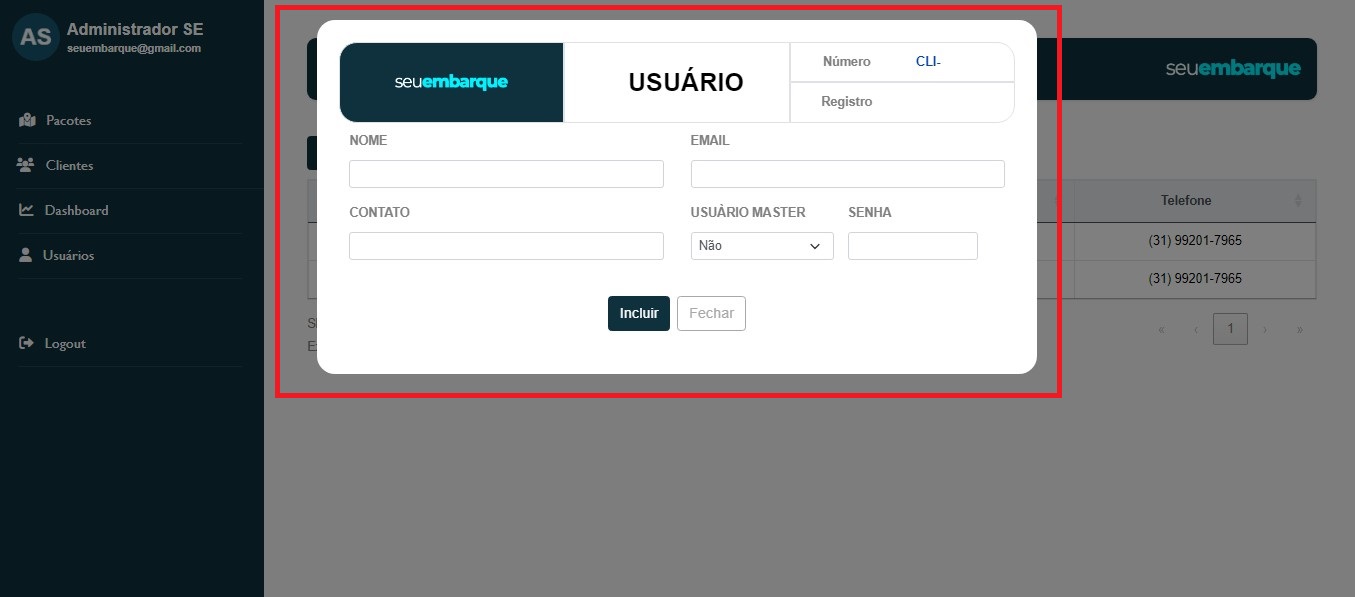 AS
Administrador SE
seuembarque@gmail.com
Pacotes
Clientes
Dashboard
Usuários
Logout
seuembarque
USUÁRIO
Número CLI-
Registro
seuembarque
NOME EMAIL
CONTATO USUÀRIO MASTER SENHA
Não
Incluir Fechar
Telefone
(31) 99201-7965
(31) 99201-7965
« ‹ 1 › »